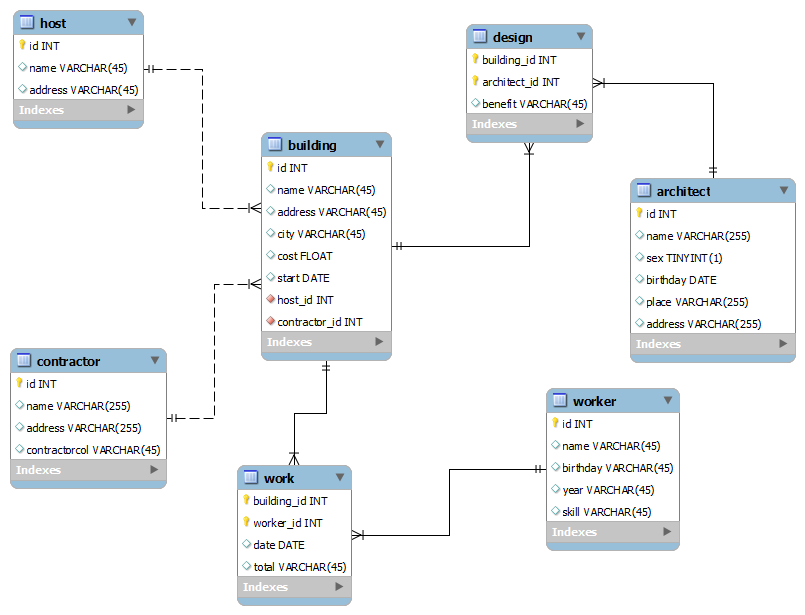 host
id INT
name VARCHAR(45)
address VARCHAR(45)
Indexes
design
building_id INT
architect_id INT
benefit VARCHAR(45)
Indexes
building
id INT
name VARCHAR(45)
address VARCHAR(45)
city VARCHAR(45)
cost FLOAT
start DATE
host_id INT
contractor_id INT
Indexes
architect
id INT
name VARCHAR(255)
sex TINYINT(1)
birthday DATE
place VARCHAR(255)
address VARCHAR(255)
Indexes
contractor
id INT
name VARCHAR(255)
address VARCHAR(255)
contractorcol VARCHAR(45)
Indexes
worker
id INT
name VARCHAR(45)
birthday VARCHAR(45)
year VARCHAR(45)
skill VARCHAR(45)
Indexes
work
building_id INT
worker_id INT
date DATE
total VARCHAR(45)
Indexes